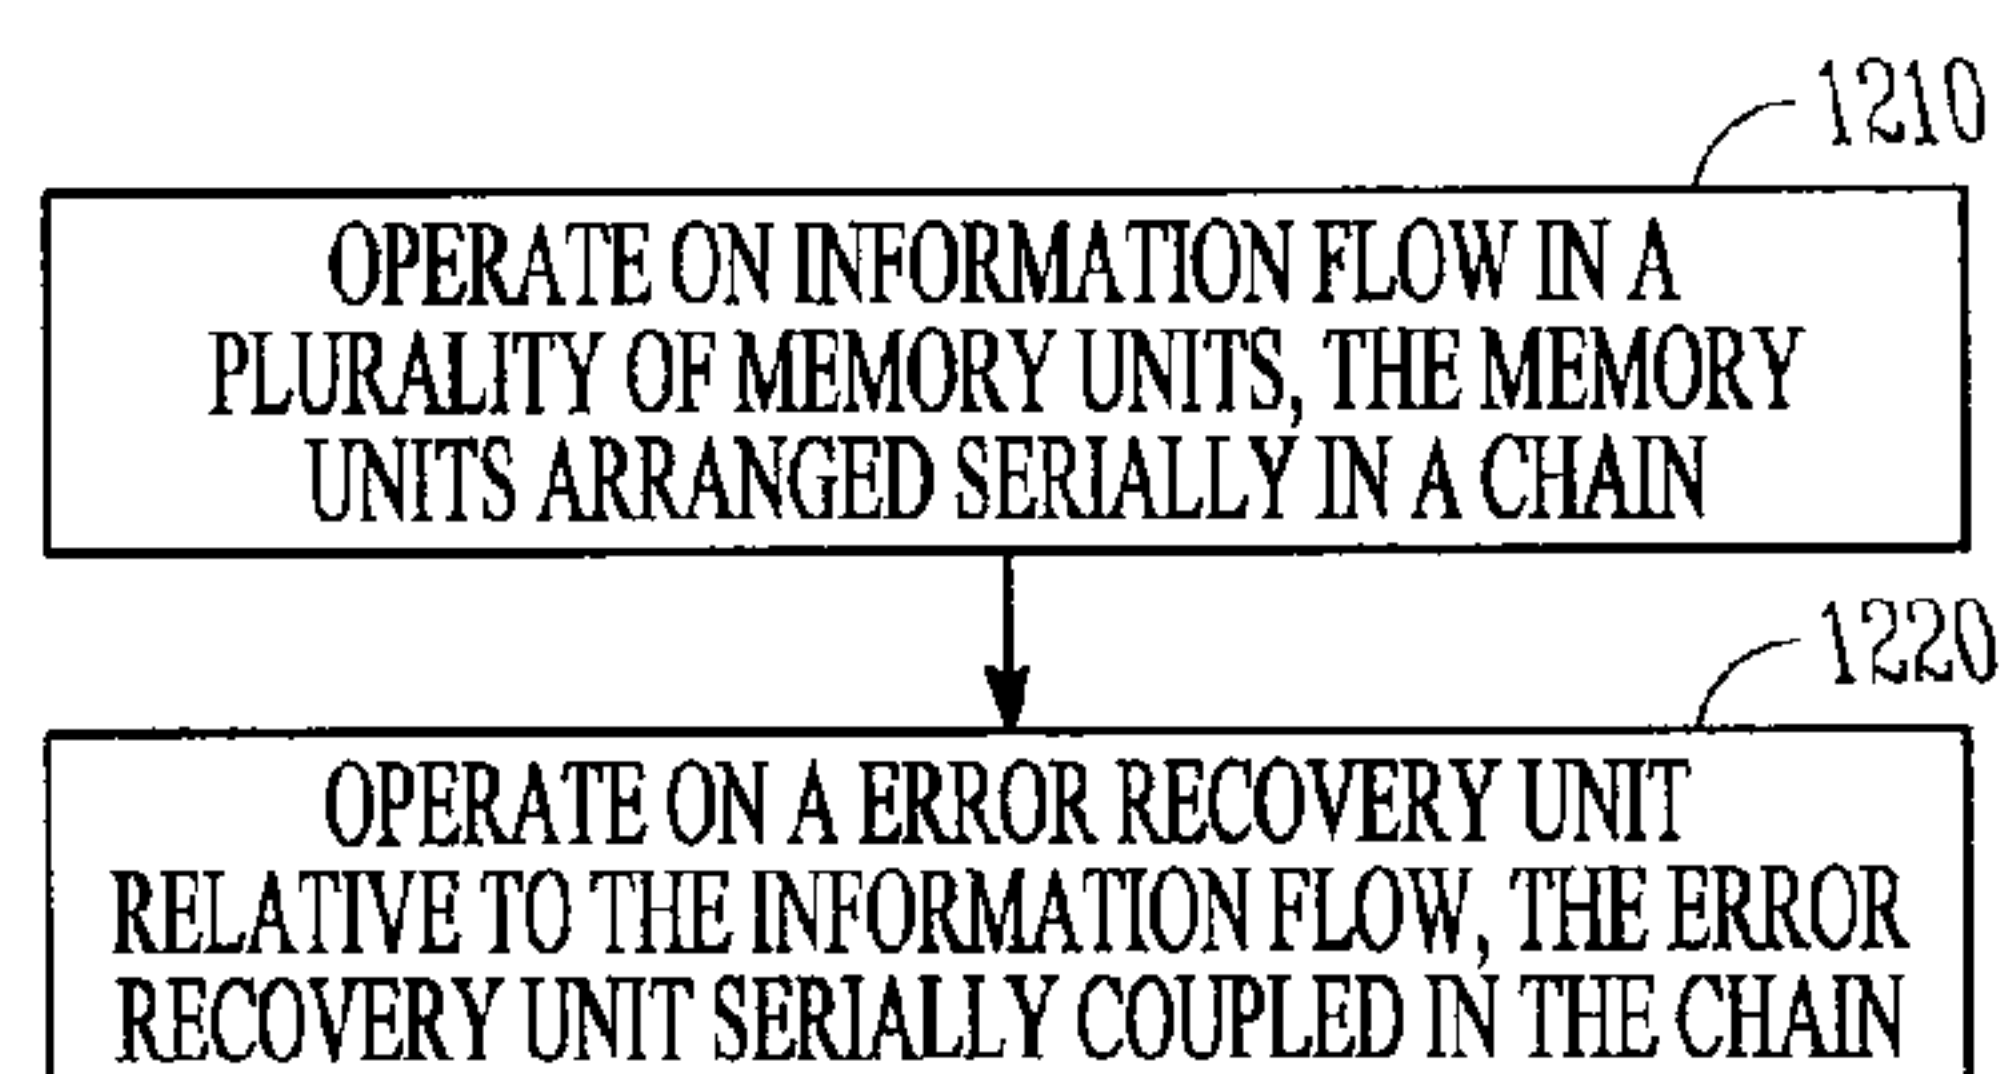 1210
OPERATE ON INFORMATION FLOW IN A
PLURALITY OF MEMORY UNITS, THE MEMORY
UNITS ARRANGED SERIALLY IN A CHAIN
1220
OPERATE ON A ERROR RECOVERY UNIT
RELATIVE TO THE INFORMATION FLOW, THE ERROR
RECOVERY UNIT SERIALLY COUPLED IN THE CHAIN